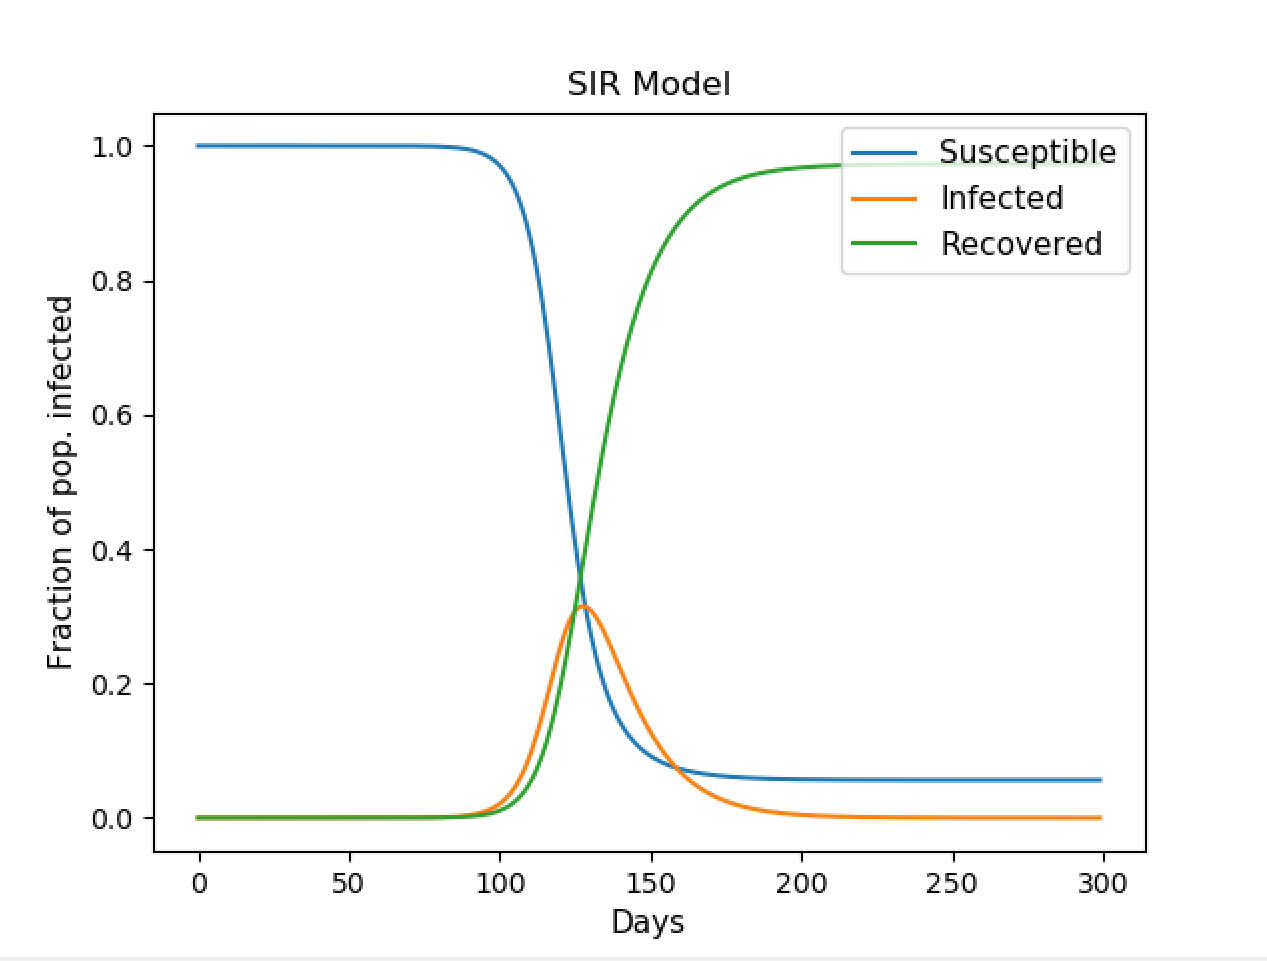 SIR Model
1.0
0.8
0.6
0.4
0.2
0.0
Fraction of pop. infected
Susceptible
Infected
Recovered
0 50 100 150 200 250 300
Days